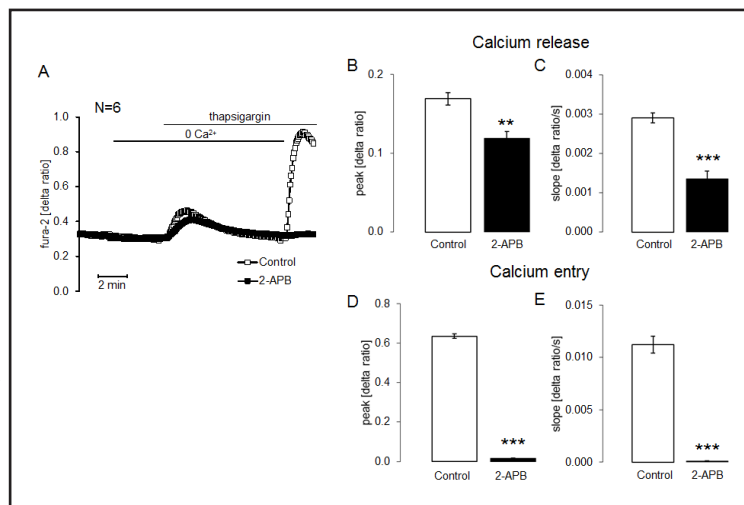 Calcium release
A
N=6
thapsigargin
0 Ca²⁺
fura-2 [delta ratio]
1.0
0.8
0.6
0.4
0.2
0.0
2 min
Control
2-APB
B
peak [delta ratio]
0.2
0.1
0.0
**
Control
2-APB
C
slope [delta ratio/s]
0.004
0.003
0.002
0.001
0.000
***
Control
2-APB
Calcium entry
D
peak [delta ratio]
0.8
0.6
0.4
0.2
0.0
***
Control
2-APB
E
slope [delta ratio/s]
0.015
0.010
0.005
0.000
***
Control
2-APB